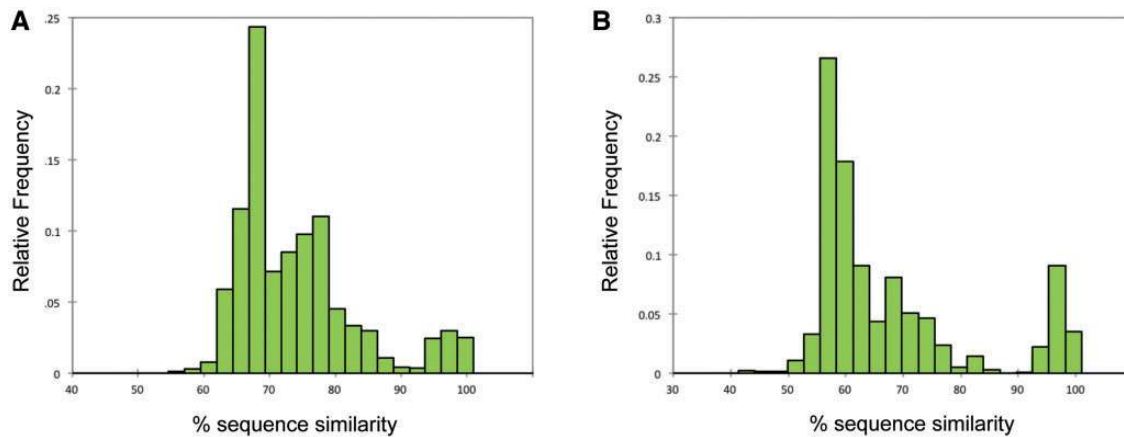 A
B
Relative Frequency
.25
0.2
.15
0.1
.05
0
40 50 60 70 80 90 100
% sequence similarity
Relative Frequency
0.3
0.25
0.2
0.15
0.1
0.05
0
30 40 50 60 70 80 90 100
% sequence similarity